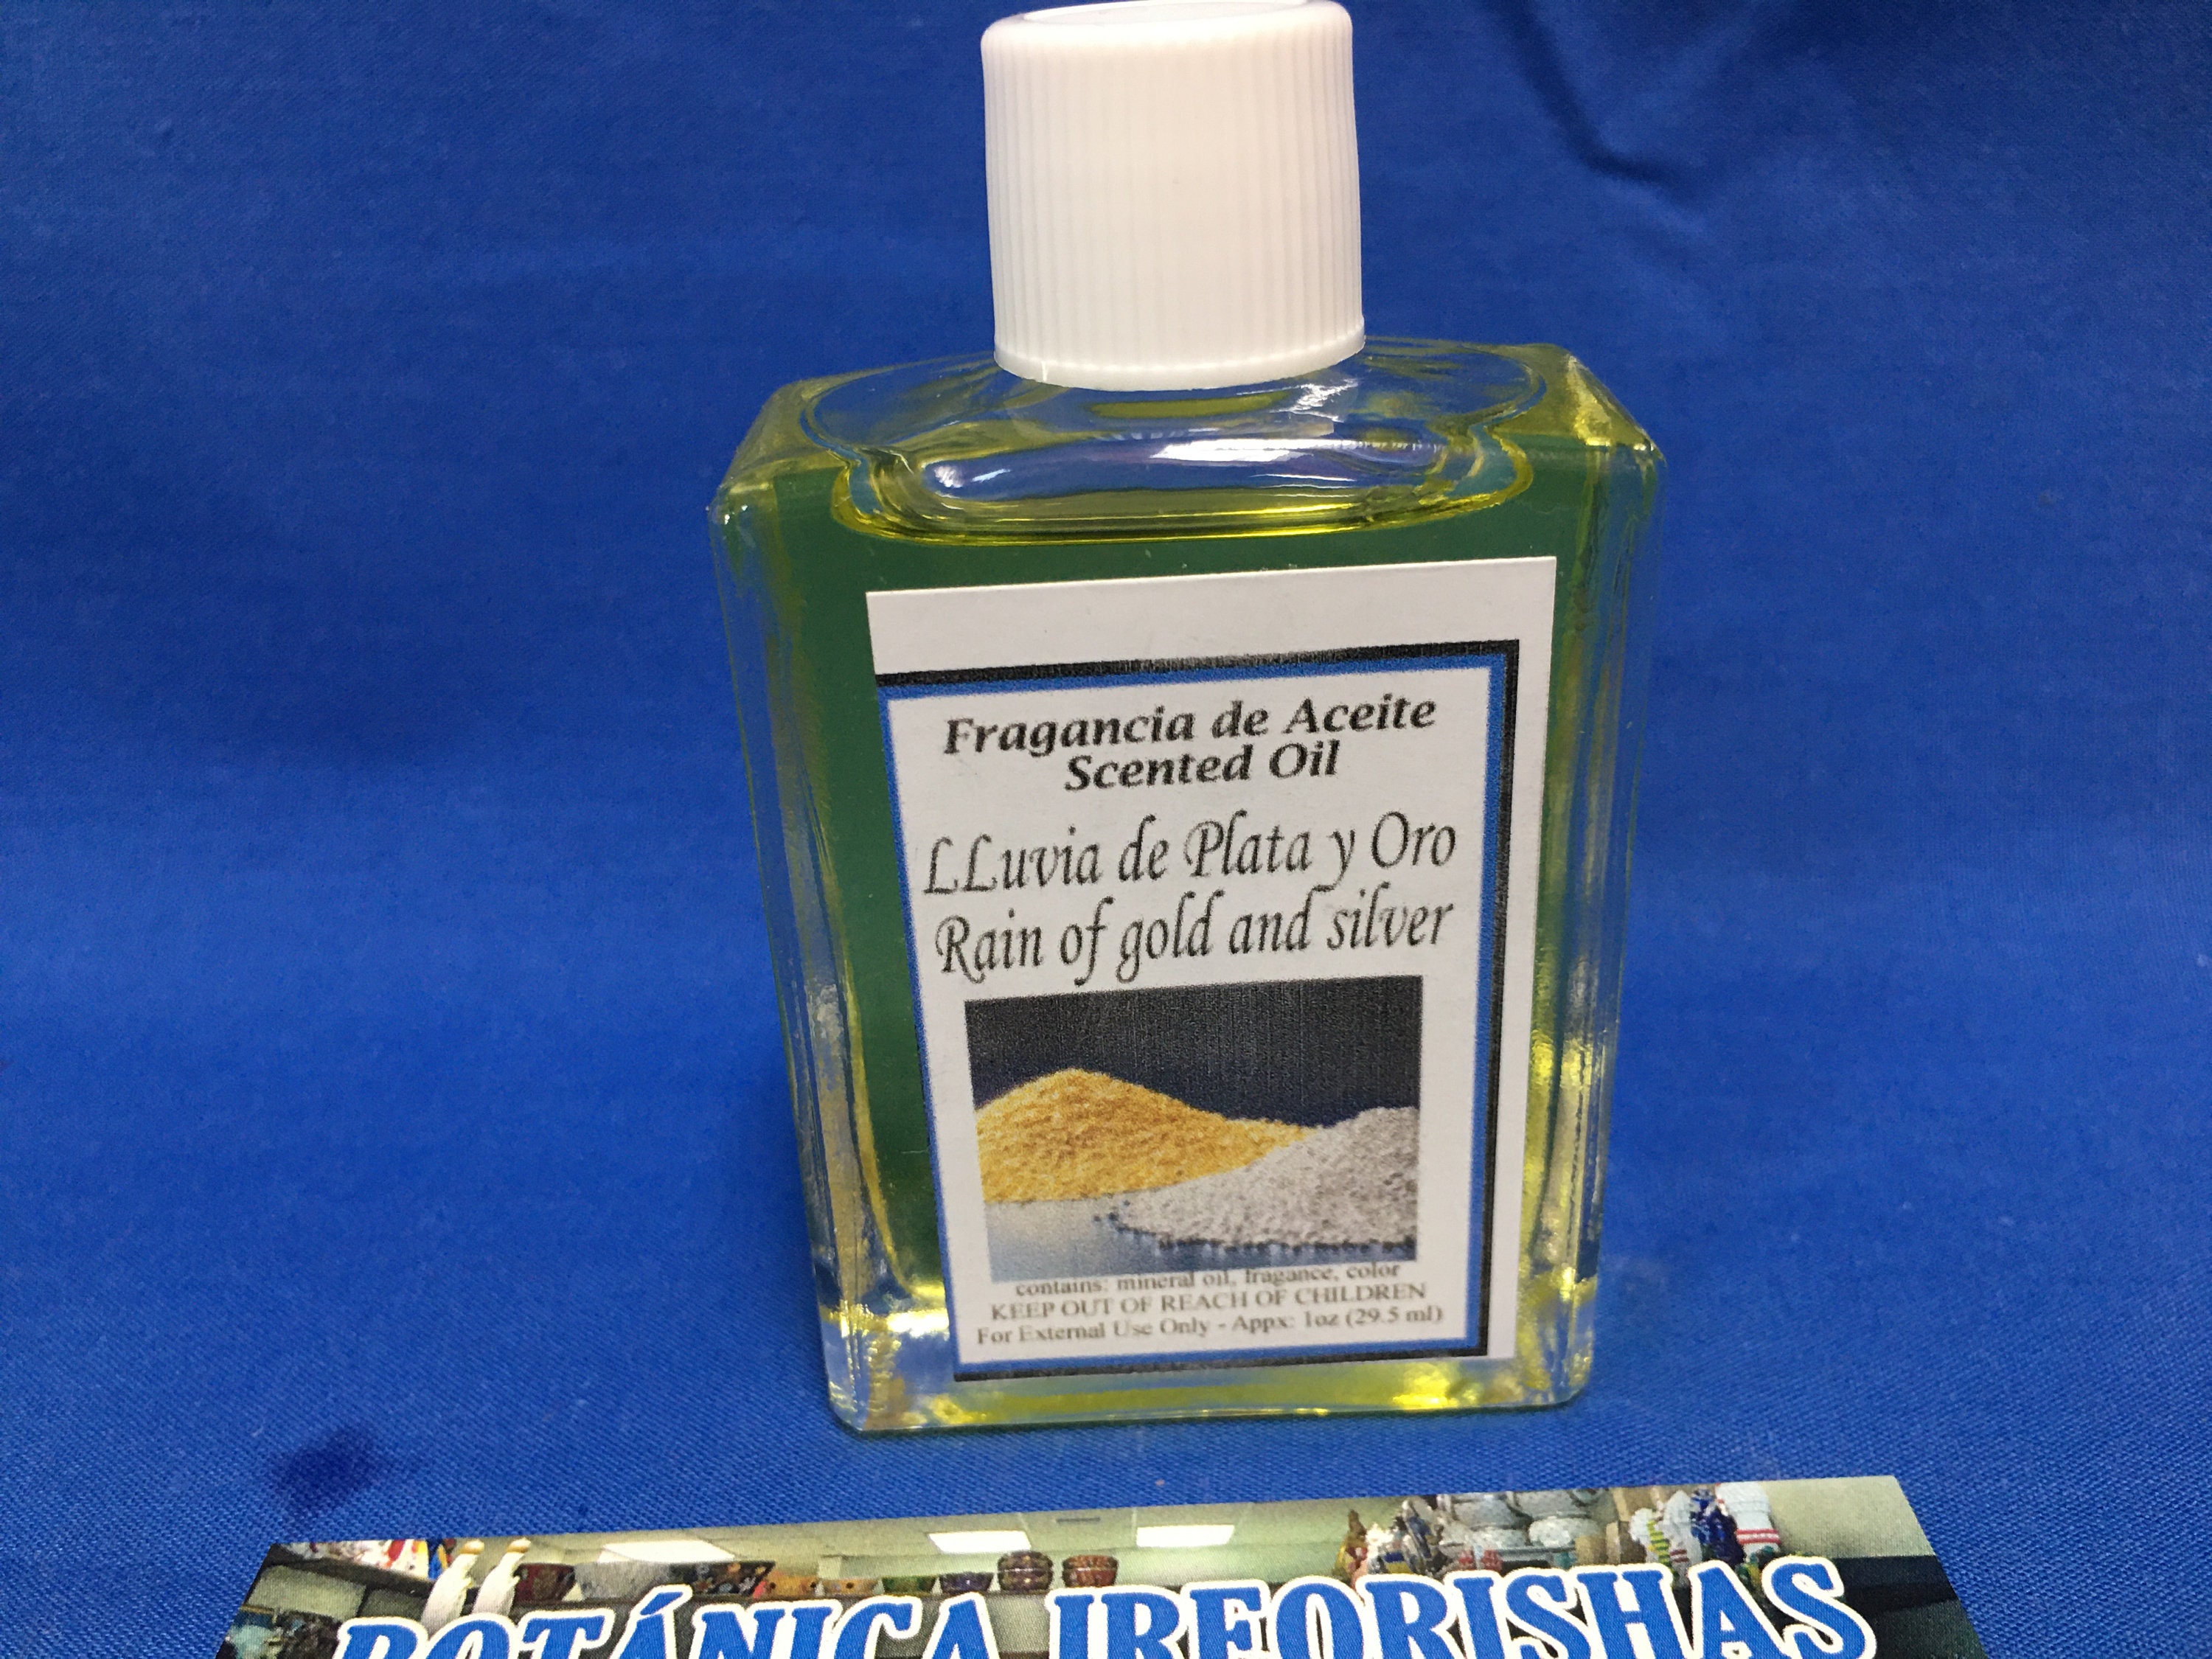 Fragancia de Aceite
Scented Oil
LLuvia de Plata y Oro
Rain of gold and silver
contains: mineral oil, fragance, color
KEEP OUT OF REACH OF CHILDREN
For External Use Only - Appx: 1oz (29.5 ml)
BOTÁNICA IREORISHAS